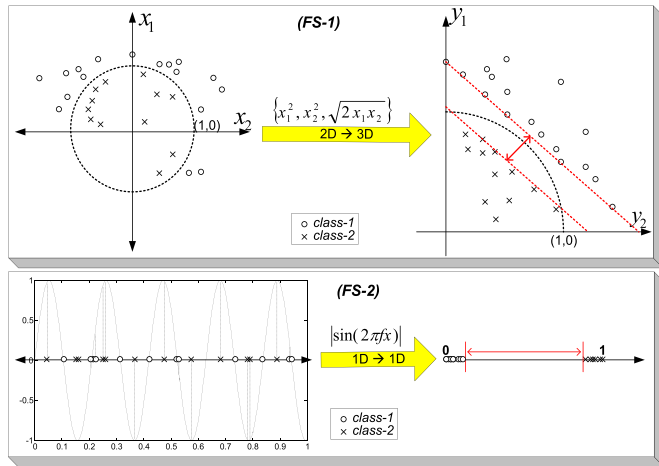 x₁
(FS-1)
y₁
{x₁², x₂², √2 x₁ x₂}
2D → 3D
x₂
(1,0)
class-1
class-2
y₂
(1,0)
(FS-2)
1
0.5
0
-0.5
-1
0 0.1 0.2 0.3 0.4 0.5 0.6 0.7 0.8 0.9 1
|sin(2πfx)|
1D → 1D
class-1
class-2
0
1